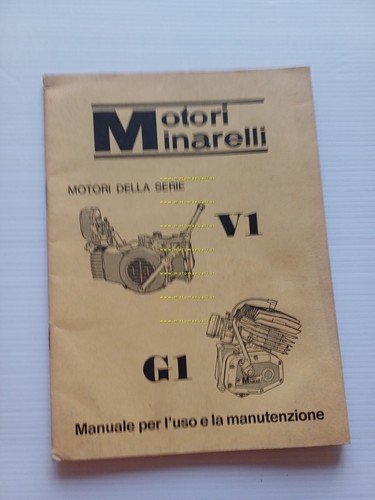 Motori
Minarelli
MOTORI DELLA SERIE
V1
G1
Manuale per l'uso e la manutenzione